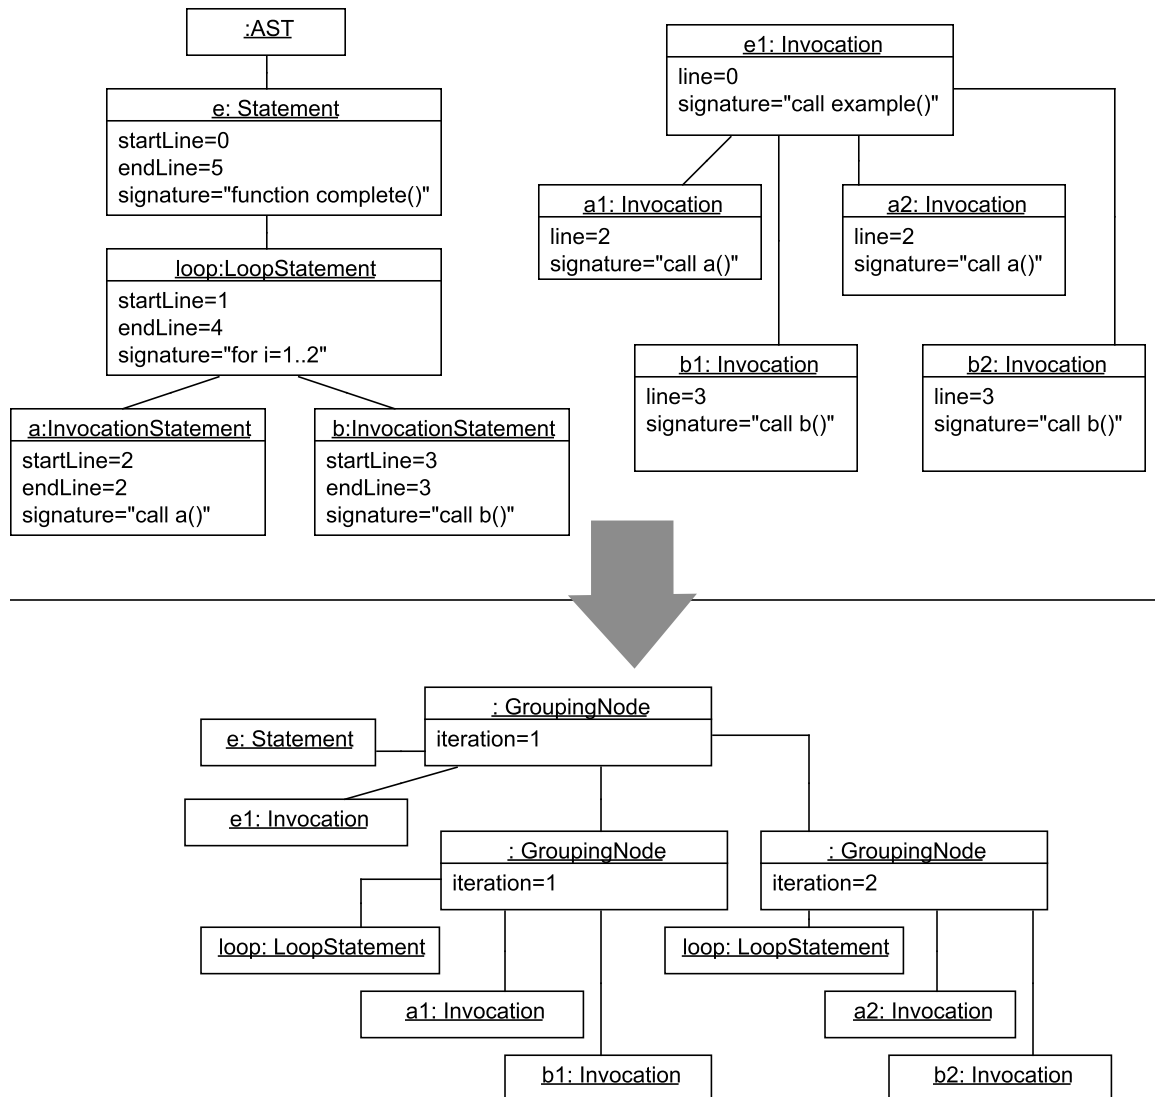 :AST
e: Statement
startLine=0
endLine=5
signature="function complete()"
loop:LoopStatement
startLine=1
endLine=4
signature="for i=1..2"
a:InvocationStatement
startLine=2
endLine=2
signature="call a()"
b:InvocationStatement
startLine=3
endLine=3
signature="call b()"
e1: Invocation
line=0
signature="call example()"
a1: Invocation
line=2
signature="call a()"
a2: Invocation
line=2
signature="call a()"
b1: Invocation
line=3
signature="call b()"
b2: Invocation
line=3
signature="call b()"
: GroupingNode
iteration=1
e: Statement
e1: Invocation
: GroupingNode
iteration=1
: GroupingNode
iteration=2
loop: LoopStatement
loop: LoopStatement
a1: Invocation
a2: Invocation
b1: Invocation
b2: Invocation